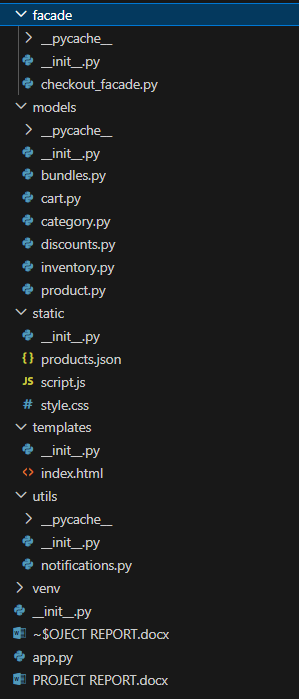 facade
__pycache__
__init__.py
checkout_facade.py
models
__pycache__
__init__.py
bundles.py
cart.py
category.py
discounts.py
inventory.py
product.py
static
__init__.py
{} products.json
JS script.js
# style.css
templates
__init__.py
<> index.html
utils
__pycache__
__init__.py
notifications.py
venv
__init__.py
~$OJECT REPORT.docx
app.py
PROJECT REPORT.docx